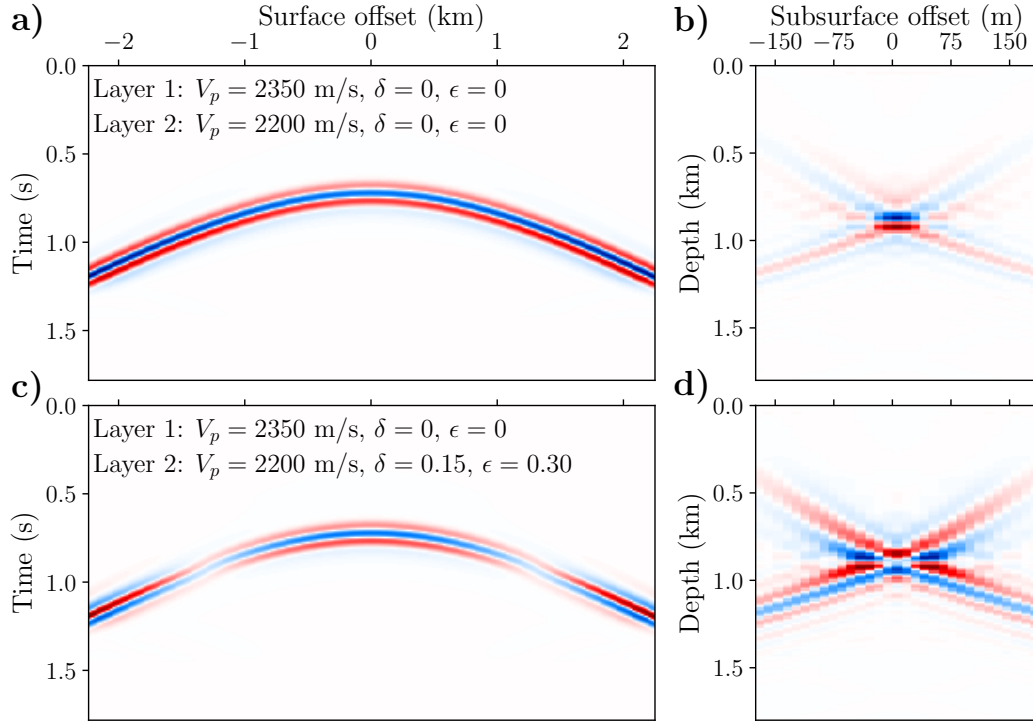 a)
Surface offset (km)
−2 −1 0 1 2
Time (s)
0.0
0.5
1.0
1.5
Layer 1: V_p = 2350 m/s, δ = 0, ϵ = 0
Layer 2: V_p = 2200 m/s, δ = 0, ϵ = 0
b)
Subsurface offset (m)
−150 −75 0 75 150
Depth (km)
0.0
0.5
1.0
1.5
c)
Time (s)
0.0
0.5
1.0
1.5
Layer 1: V_p = 2350 m/s, δ = 0, ϵ = 0
Layer 2: V_p = 2200 m/s, δ = 0.15, ϵ = 0.30
d)
Depth (km)
0.0
0.5
1.0
1.5